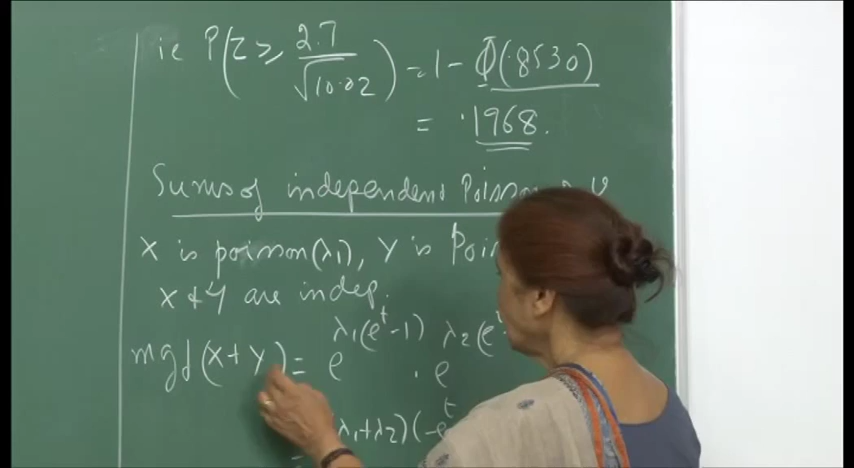 ie P(Z ≥ 2.7/√10.02) = 1 - Φ(.8530)
= .1968.
Sums of independent Poisson
X is poisson(λ1), Y is
X + Y are indep.
mgf(X+Y) = e^λ1(e^t-1) . e^λ2(e^t
λ1+λ2)(-e^t